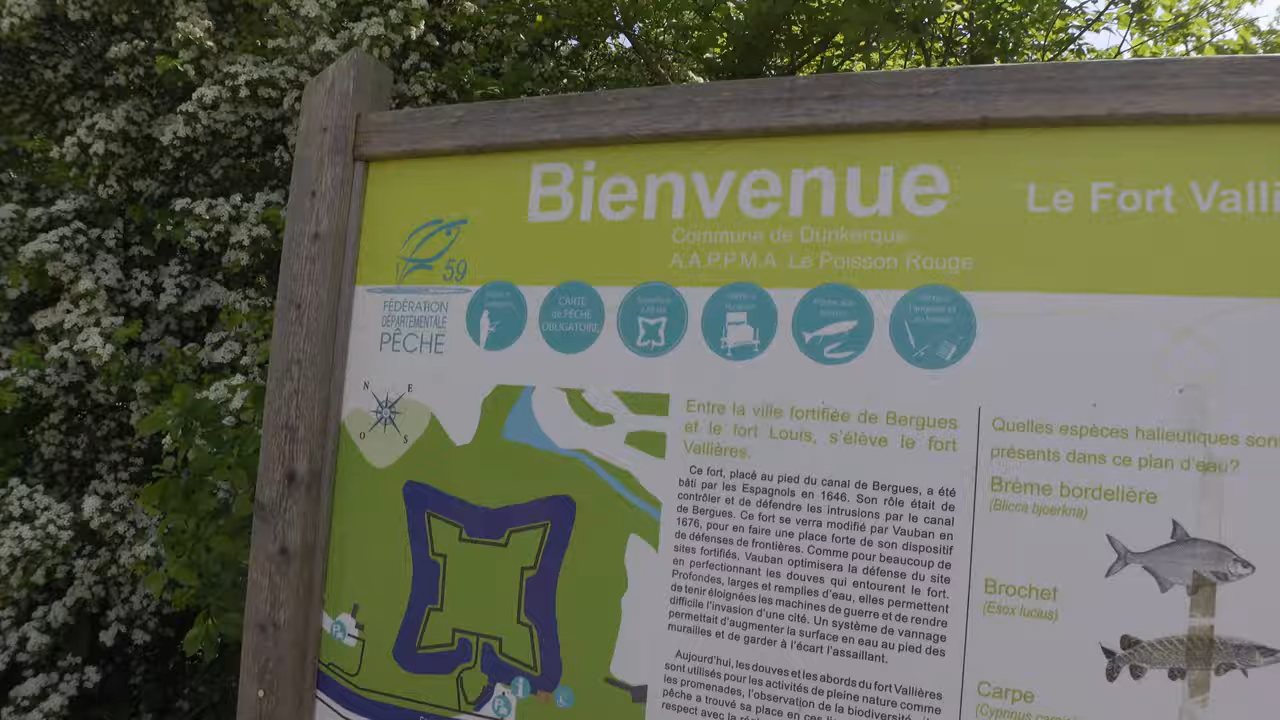 Bienvenue
Le Fort Valli
Commune de Dunkerque
A.A.P.P.M.A Le Poisson Rouge
59
FÉDÉRATION
DÉPARTEMENTALE
PÊCHE
CARTE
de PÊCHE
OBLIGATOIRE
N E
O S
Entre la ville fortifiée de Bergues
et le fort Louis, s'élève le fort
Vallières.
Ce fort, placé au pied du canal de Bergues, a été
bâti par les Espagnols en 1646. Son rôle était de
contrôler et de défendre les intrusions par le canal
de Bergues. Ce fort se verra modifié par Vauban en
1676, pour en faire une place forte de son dispositif
de défenses de frontières. Comme pour beaucoup de
sites fortifiés, Vauban optimisera la défense du site
en perfectionnant les douves qui entourent le fort.
Profondes, larges et remplies d'eau, elles permettent
de tenir éloignées les machines de guerre et de rendre
difficile l'invasion d'une cité. Un système de vannage
permettait d'augmenter la surface en eau au pied des
murailles et de garder à l'écart l'assaillant.
Aujourd'hui, les douves et les abords du fort Vallières
sont utilisés pour les activités de pleine nature comme
les promenades, l'observation de la biodiversité
pêche a trouvé sa place en ces
respect avec la
Quelles espèces halieutiques son
présents dans ce plan d'eau?
Brème bordelière
(Blicca bjoerkna)
Brochet
(Esox lucius)
Carpe
(Cyprinus